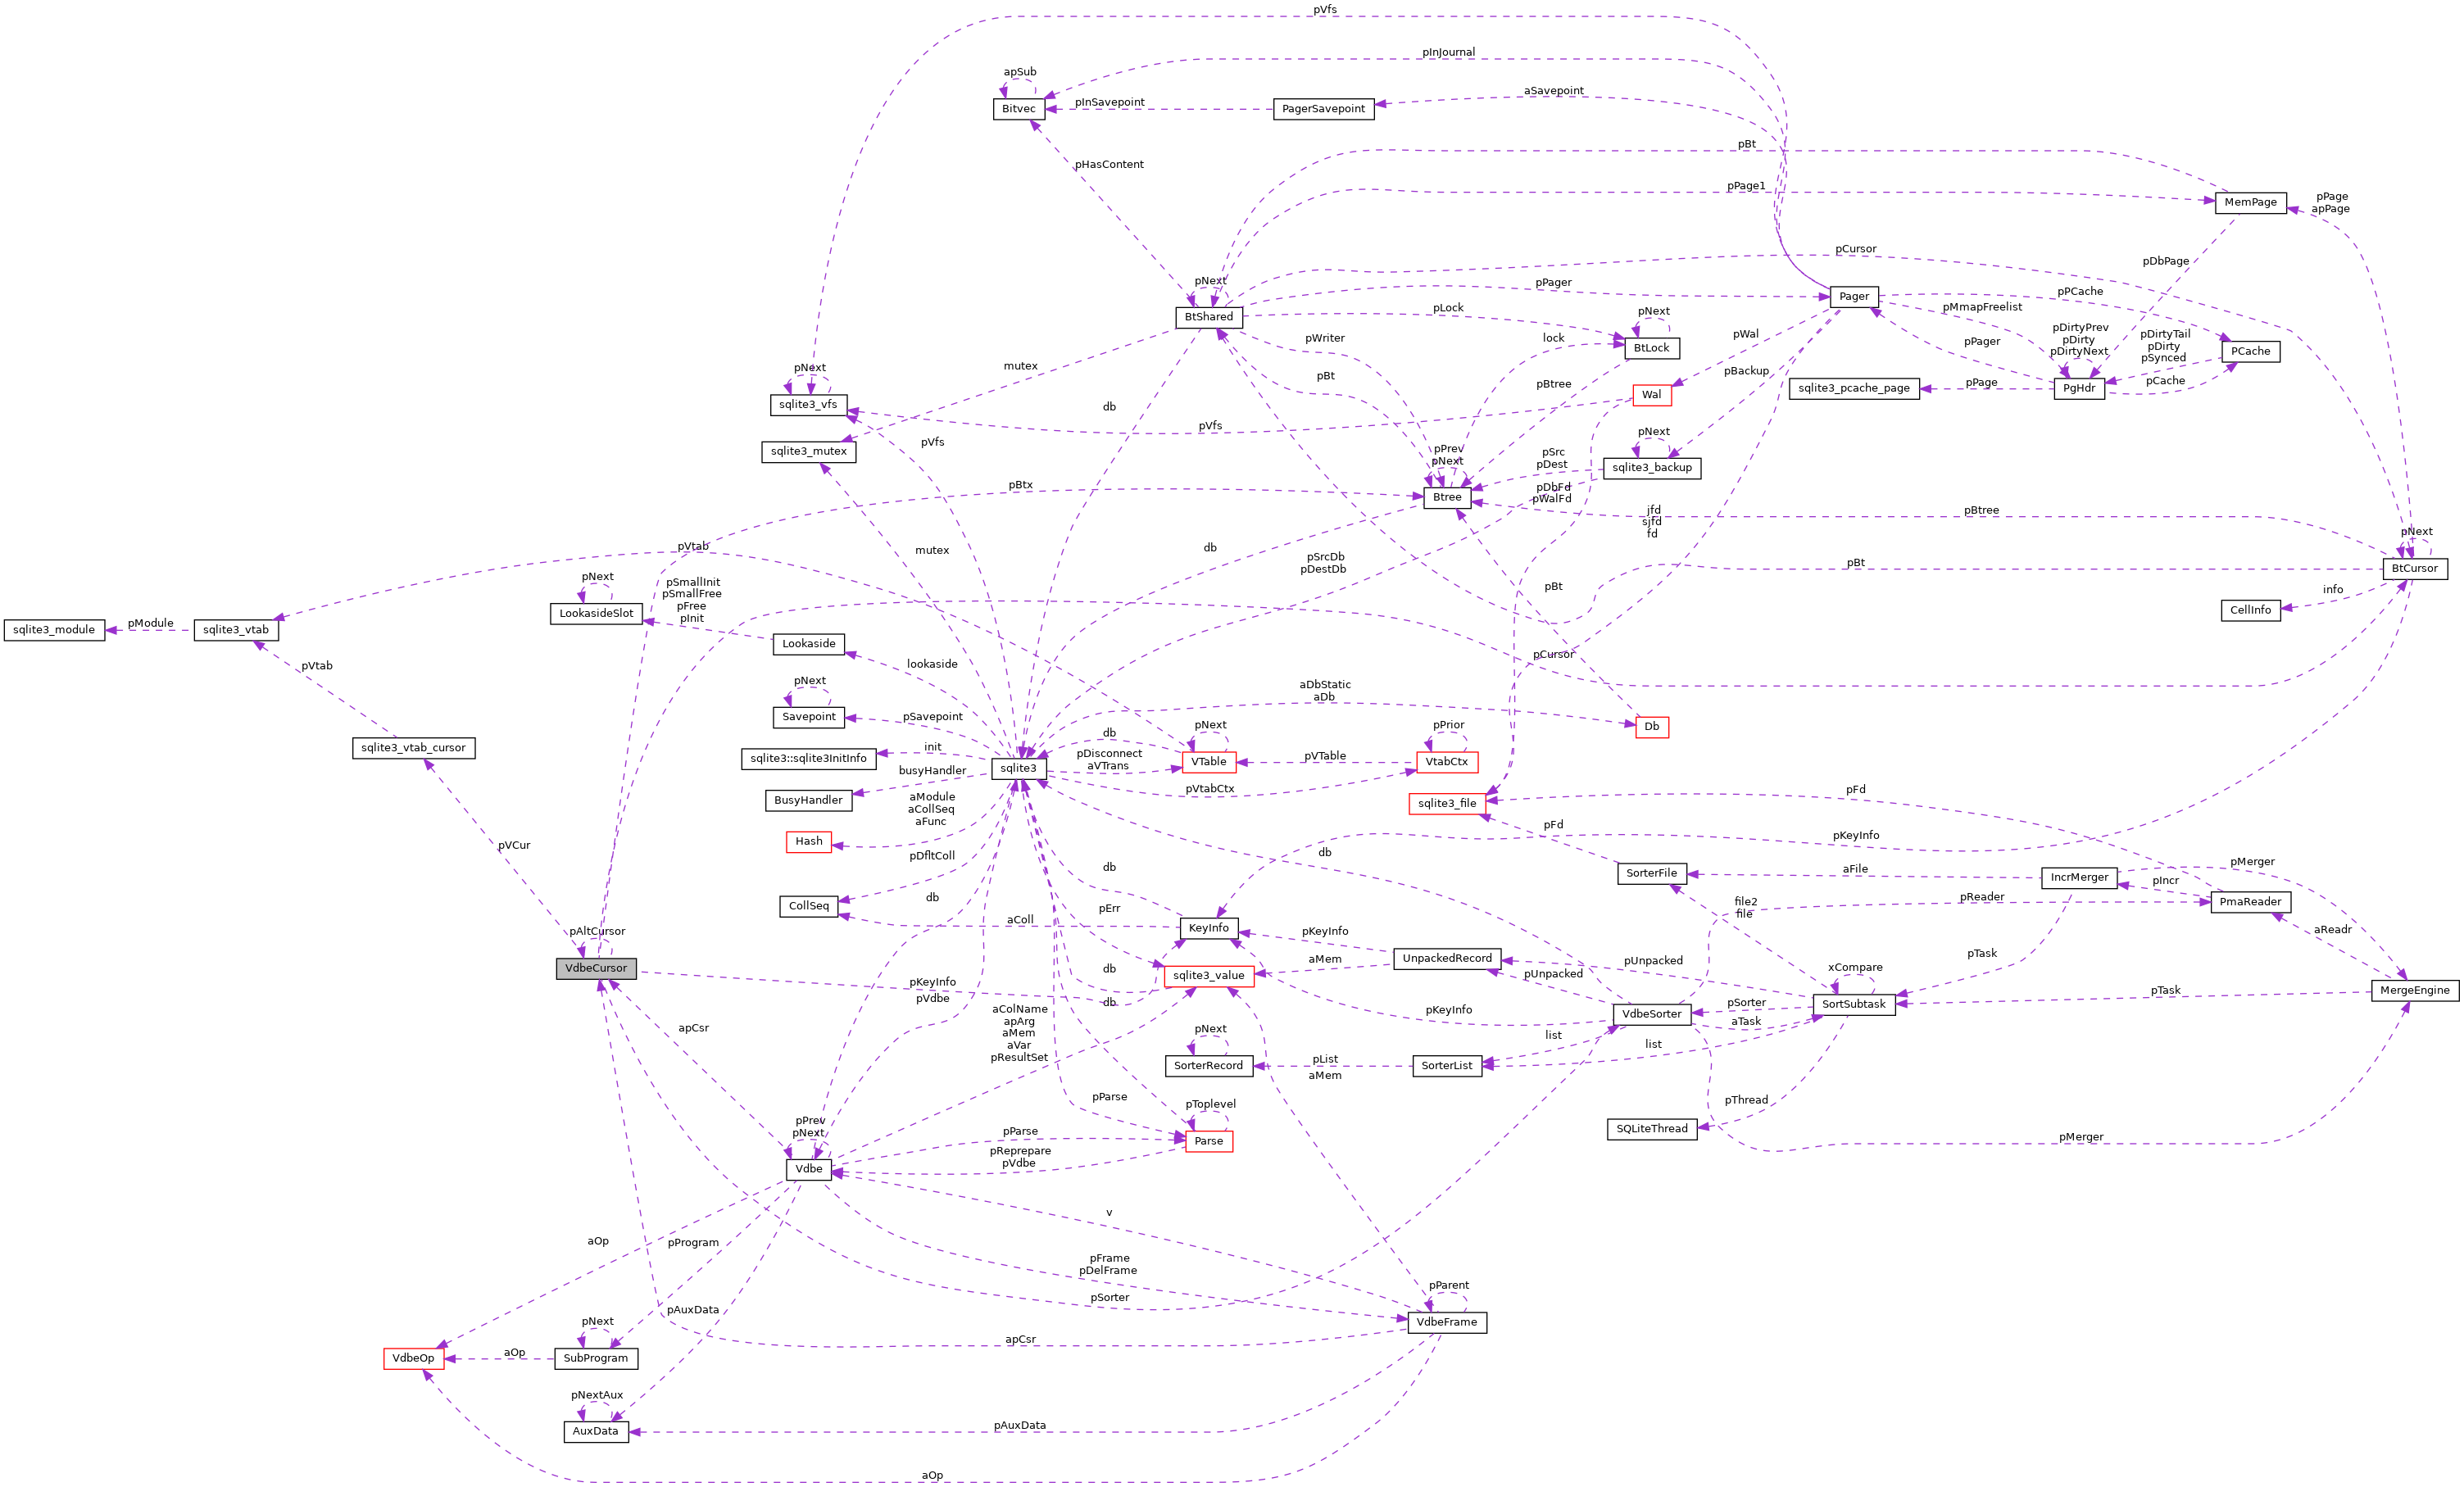 pVfs
pInJournal
apSub
aSavepoint
Bitvec
pInSavepoint
PagerSavepoint
pBt
pHasContent
pPage1
pPage
apPage
MemPage
pCursor
pDbPage
pNext
pPager
Pager
pPCache
BtShared
pLock
pNext
pMmapFreelist
pDirtyPrev
pDirty
pDirtyNext
pDirtyTail
pDirty
pSynced
pWriter
lock
BtLock
pWal
pPager
PCache
mutex
pBt
pBtree
pBackup
pNext
sqlite3_vfs
db
Wal
sqlite3_pcache_page
pPage
PgHdr
pCache
pVfs
pVfs
pNext
sqlite3_mutex
pPrev
pNext
pSrc
pDest
sqlite3_backup
pBtx
Btree
pDbFd
pWalFd
jfd
sjfd
fd
pBtree
pNext
mutex
pVtab
db
pSrcDb
pDestDb
pBt
pBt
BtCursor
pNext
pSmallInit
pSmallFree
pFree
pInit
info
LookasideSlot
CellInfo
sqlite3_module
pModule
sqlite3_vtab
Lookaside
pVtab
lookaside
pCursor
pNext
aDbStatic
aDb
Savepoint
pSavepoint
pNext
pPrior
Db
sqlite3_vtab_cursor
init
db
sqlite3::sqlite3InitInfo
sqlite3
pDisconnect
aVTrans
VTable
pVTable
VtabCtx
busyHandler
pVtabCtx
BusyHandler
aModule
aCollSeq
aFunc
sqlite3_file
pFd
pFd
Hash
pVCur
pDfltColl
db
db
pKeyInfo
db
SorterFile
aFile
IncrMerger
pMerger
pIncr
CollSeq
pErr
aColl
file2
file
pReader
PmaReader
pAltCursor
KeyInfo
pKeyInfo
aReadr
VdbeCursor
UnpackedRecord
pUnpacked
pTask
xCompare
aMem
sqlite3_value
db
pUnpacked
pKeyInfo
pVdbe
db
pTask
MergeEngine
aColName
apArg
aMem
aVar
pResultSet
pKeyInfo
pSorter
SortSubtask
VdbeSorter
aTask
apCsr
pNext
list
list
SorterRecord
pList
SorterList
aMem
pParse
pToplevel
pThread
pPrev
pNext
pParse
Parse
SQLiteThread
pMerger
pReprepare
pVdbe
Vdbe
v
aOp
pProgram
pFrame
pDelFrame
pParent
pSorter
pAuxData
pNext
VdbeFrame
apCsr
VdbeOp
aOp
SubProgram
pNextAux
pAuxData
AuxData
aOp